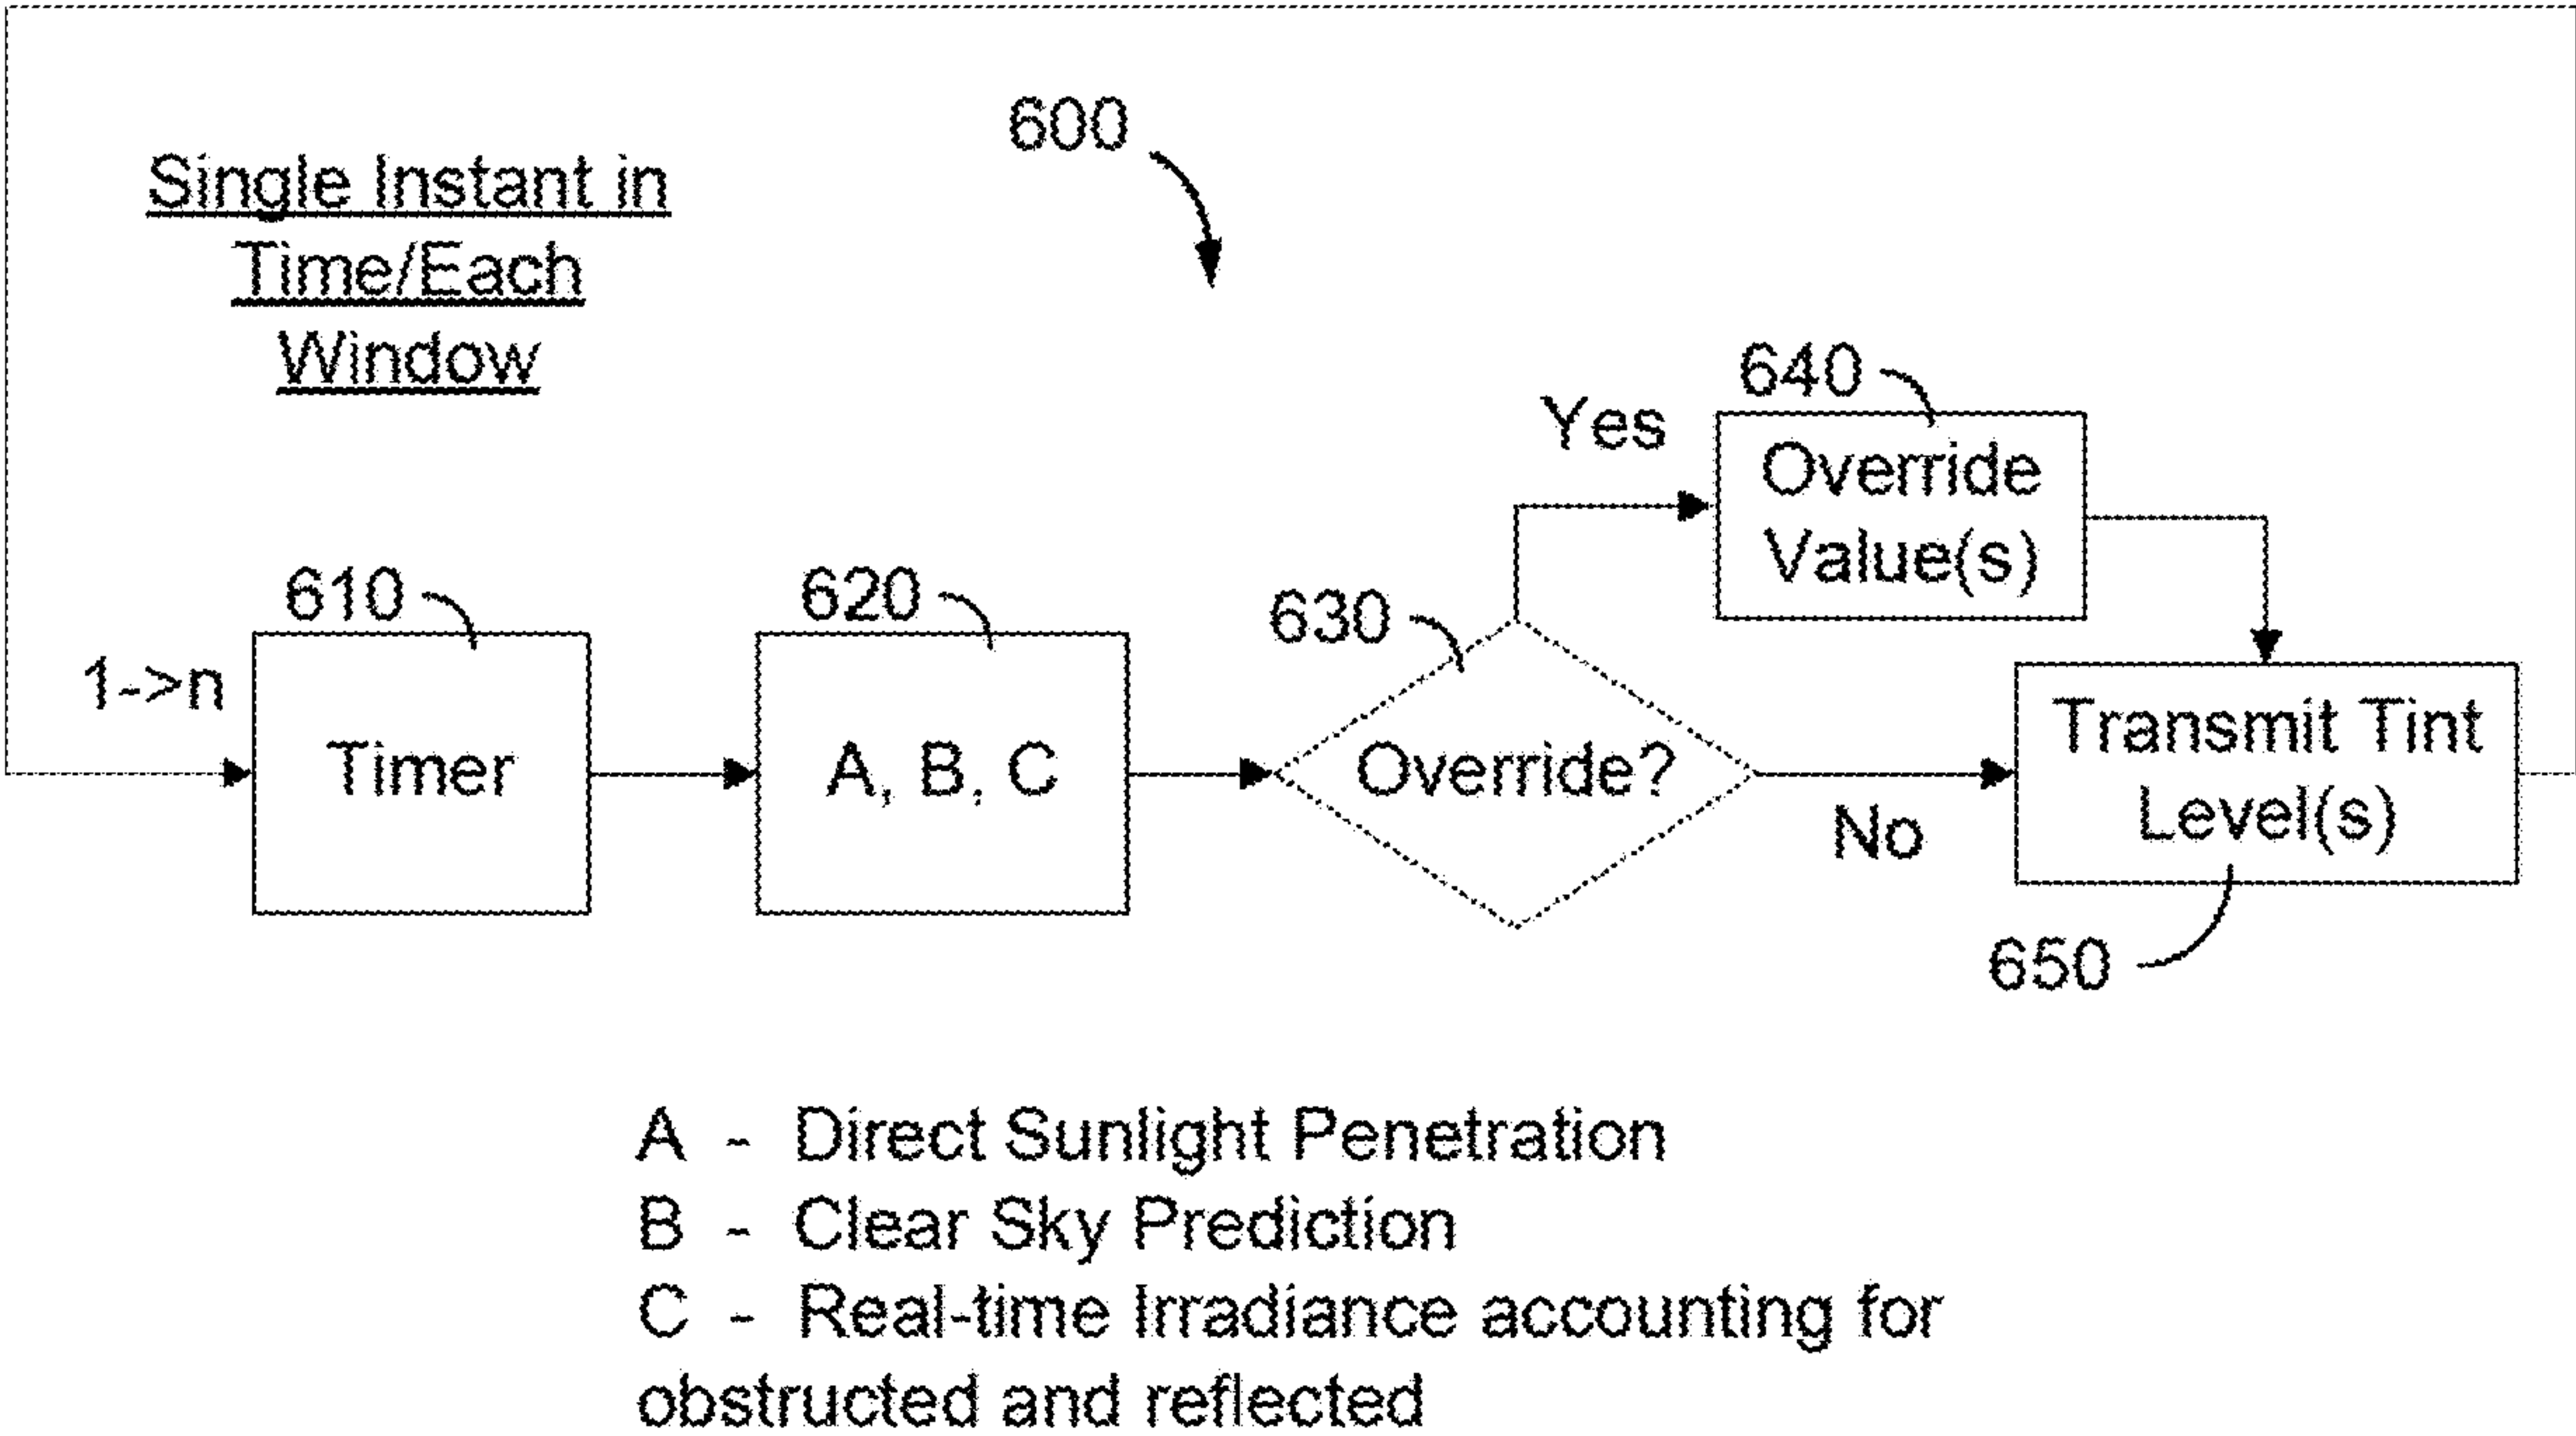 600
Single Instant in
Time/Each
Window
640
Yes
Override
Value(s)
610
620
630
1->n
Timer
A, B, C
Override?
No
Transmit Tint
Level(s)
650
A - Direct Sunlight Penetration
B - Clear Sky Prediction
C - Real-time Irradiance accounting for
obstructed and reflected